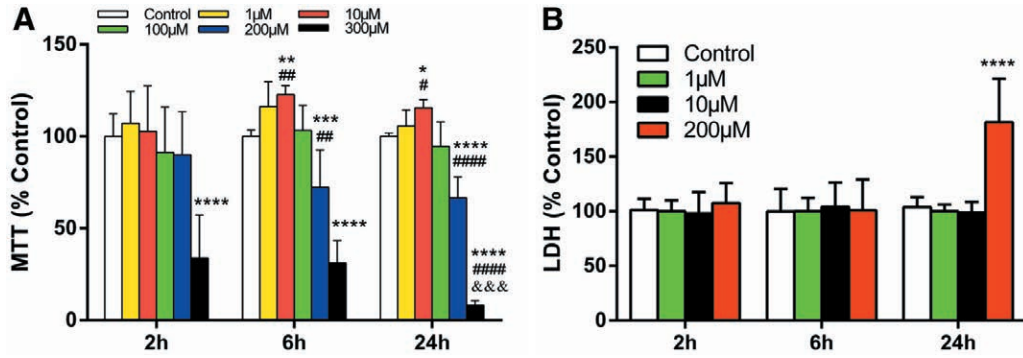 A
Control 1μM 10μM
100μM 200μM 300μM
MTT (% Control)
150
100
50
0
****
**
##
***
##
****
*
#
****
####
****
####
&&&
2h 6h 24h
B
Control
1μM
10μM
200μM
****
LDH (% Control)
250
200
150
100
50
0
2h 6h 24h